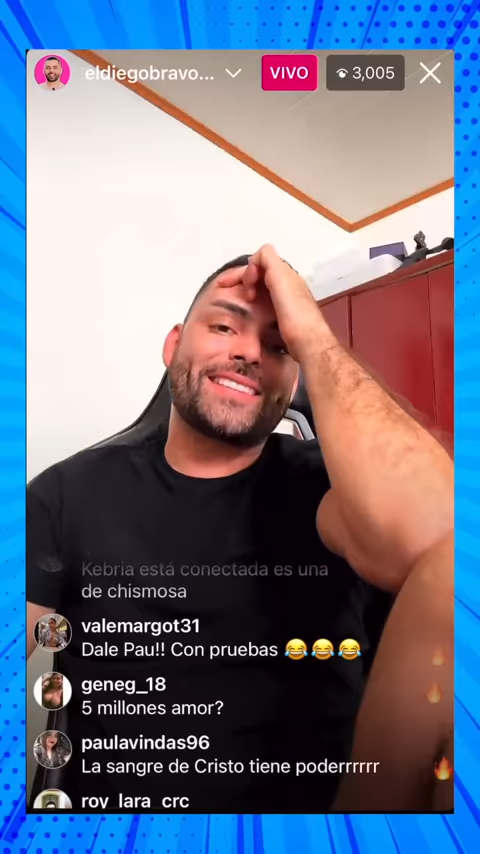 eldiegobravo...
VIVO
3,005
Kebria está conectada es una
de chismosa
valemargot31
Dale Pau!! Con pruebas 😂😂😂
geneg_18
5 millones amor?
paulavindas96
La sangre de Cristo tiene poderrrrrr
roy_lara_crc